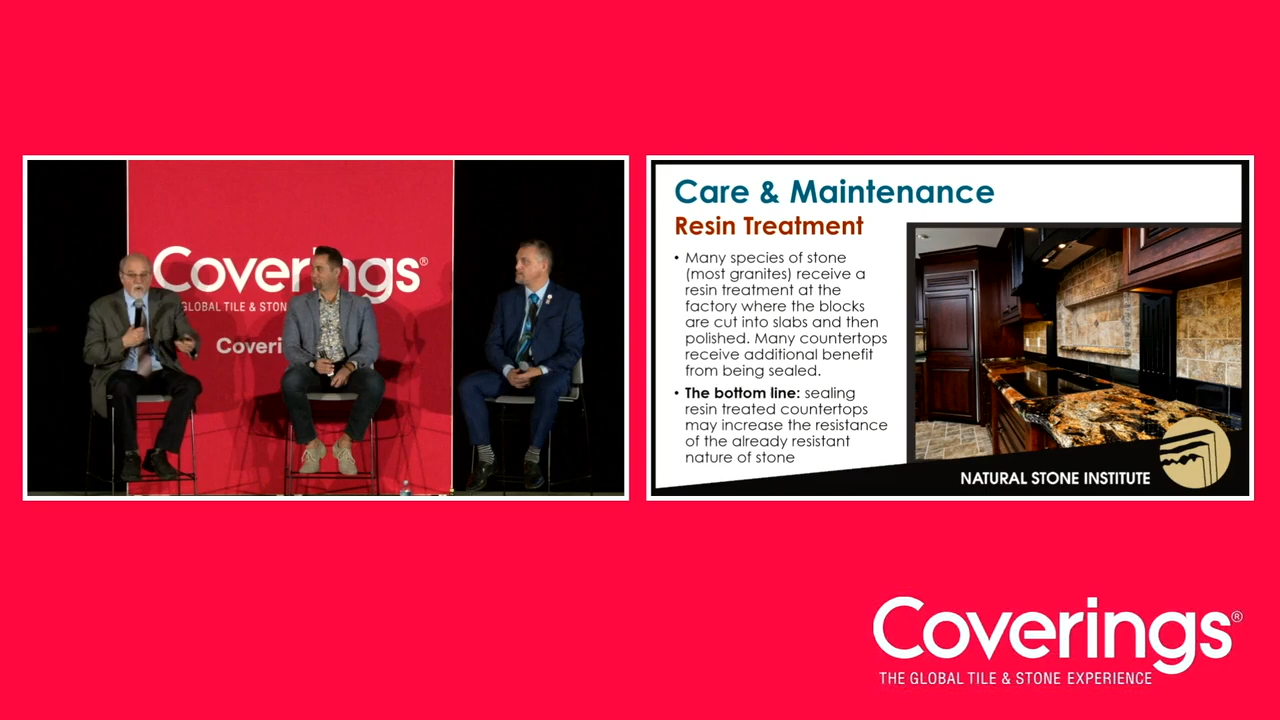 Coverings®
GLOBAL TILE & STONE
Coveri
Care & Maintenance
Resin Treatment
• Many species of stone
(most granites) receive a
resin treatment at the
factory where the blocks
are cut into slabs and then
polished. Many countertops
receive additional benefit
from being sealed.
• The bottom line: sealing
resin treated countertops
may increase the resistance
of the already resistant
nature of stone
NATURAL STONE INSTITUTE
Coverings®
THE GLOBAL TILE & STONE EXPERIENCE